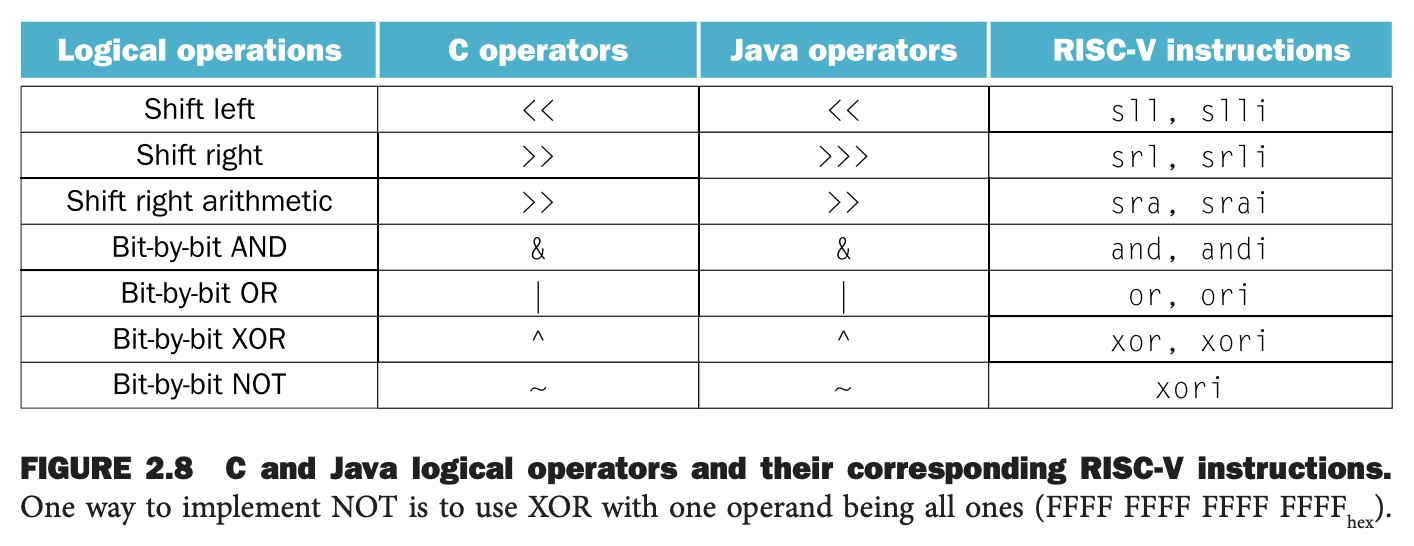 Logical operations C operators Java operators RISC-V instructions
Shift left << << sll, slli
Shift right >> >>> srl, srli
Shift right arithmetic >> >> sra, srai
Bit-by-bit AND & & and, andi
Bit-by-bit OR | | or, ori
Bit-by-bit XOR ^ ^ xor, xori
Bit-by-bit NOT ~ ~ xori
FIGURE 2.8 C and Java logical operators and their corresponding RISC-V instructions.
One way to implement NOT is to use XOR with one operand being all ones (FFFF FFFF FFFF FFFFhex).